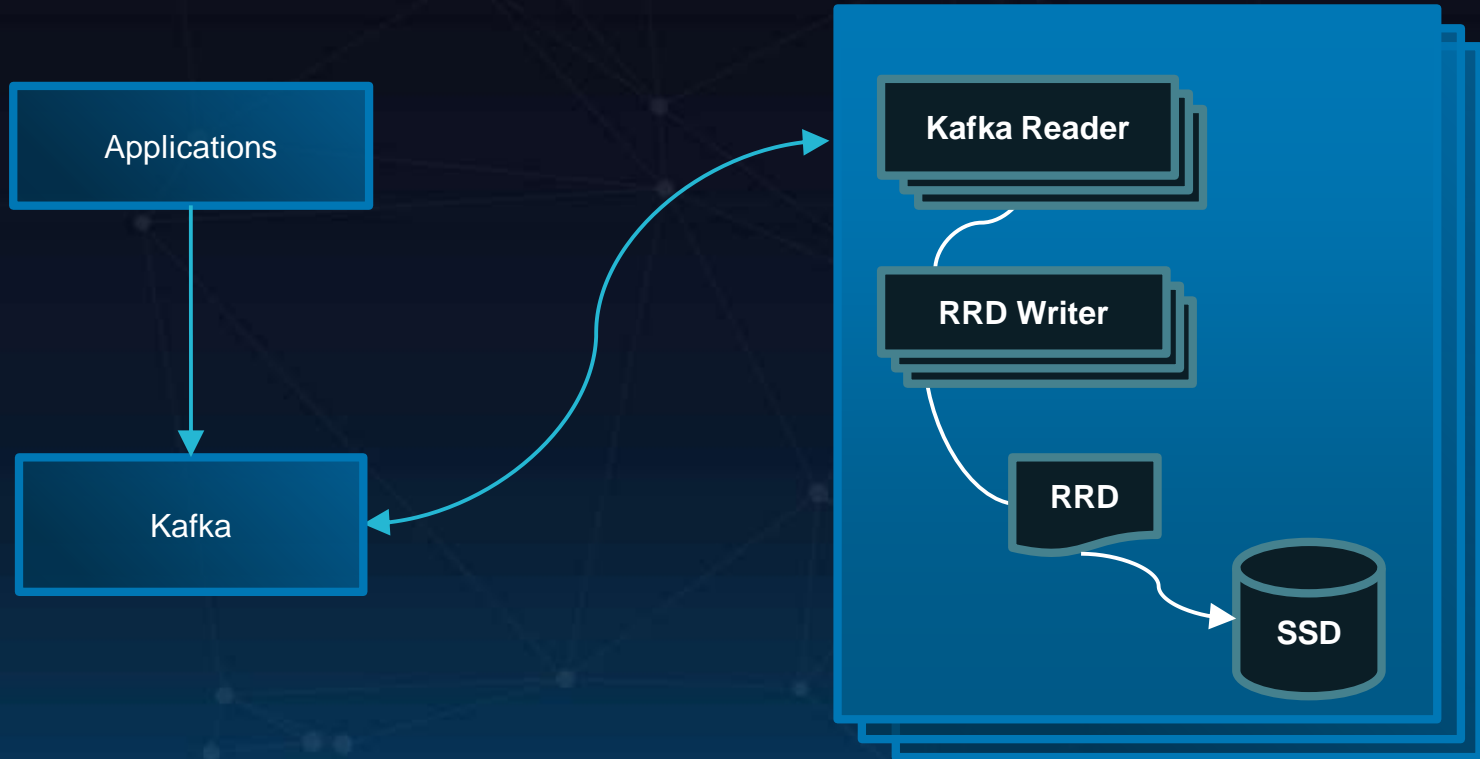 Applications
Kafka
Kafka Reader
RRD Writer
RRD
SSD